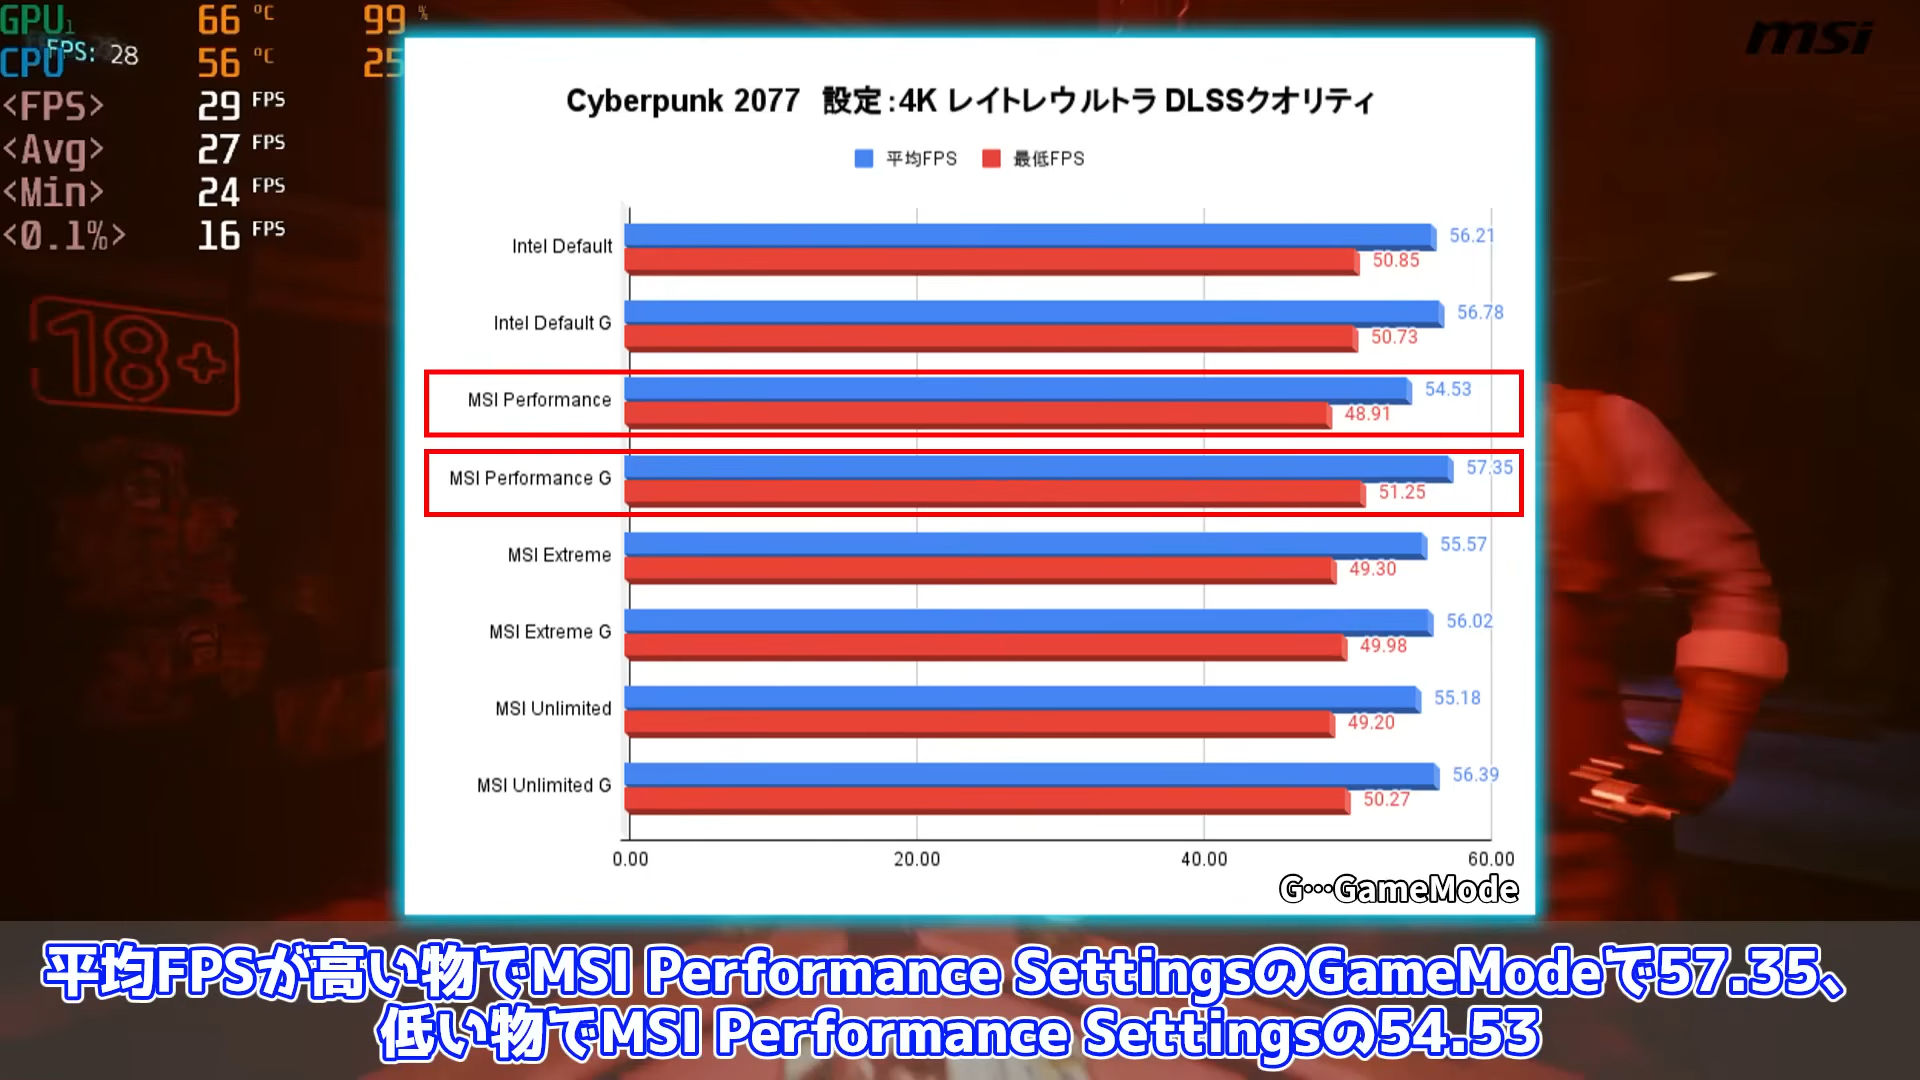 GPU1 66 °C 99 %
FPS: 28
CPU 56 °C 25
<FPS> 29 FPS
<Avg> 27 FPS
<Min> 24 FPS
<0.1%> 16 FPS
18+
msi
Cyberpunk 2077 設定:4K レイトレウルトラ DLSSクオリティ
平均FPS 最低FPS
Intel Default 56.21
50.85
Intel Default G 56.78
50.73
MSI Performance 54.53
48.91
MSI Performance G 57.35
51.25
MSI Extreme 55.57
49.30
MSI Extreme G 56.02
49.98
MSI Unlimited 55.18
49.20
MSI Unlimited G 56.39
50.27
0.00 20.00 40.00 60.00
G…GameMode
平均FPSが高い物でMSI Performance SettingsのGameModeで57.35、
低い物でMSI Performance Settingsの54.53